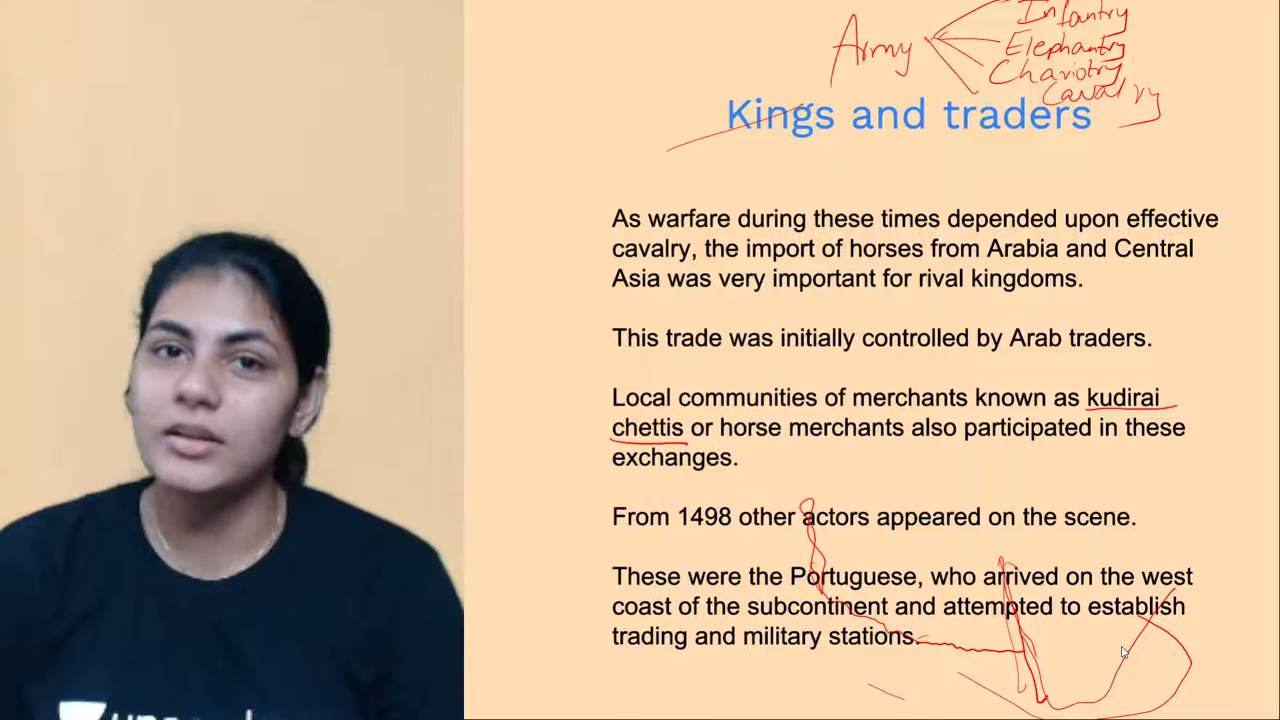 Infantry
Army
Elephantry
Chariotry
Cavalry
Kings and traders
As warfare during these times depended upon effective
cavalry, the import of horses from Arabia and Central
Asia was very important for rival kingdoms.
This trade was initially controlled by Arab traders.
Local communities of merchants known as kudirai
chettis or horse merchants also participated in these
exchanges.
From 1498 other actors appeared on the scene.
These were the Portuguese, who arrived on the west
coast of the subcontinent and attempted to establish
trading and military stations.